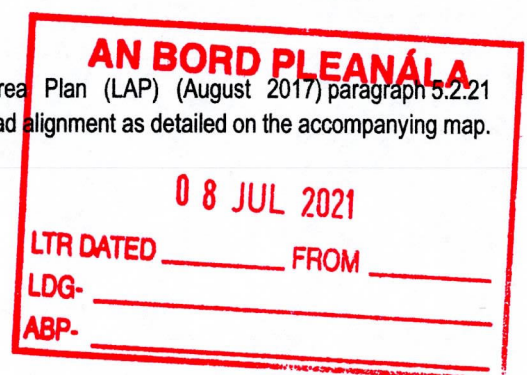 AN BORD PLEANÁLA
rea Plan (LAP) (August 2017) paragraph 5.2.21
ad alignment as detailed on the accompanying map.
08 JUL 2021
LTR DATED FROM
LDG-
ABP-